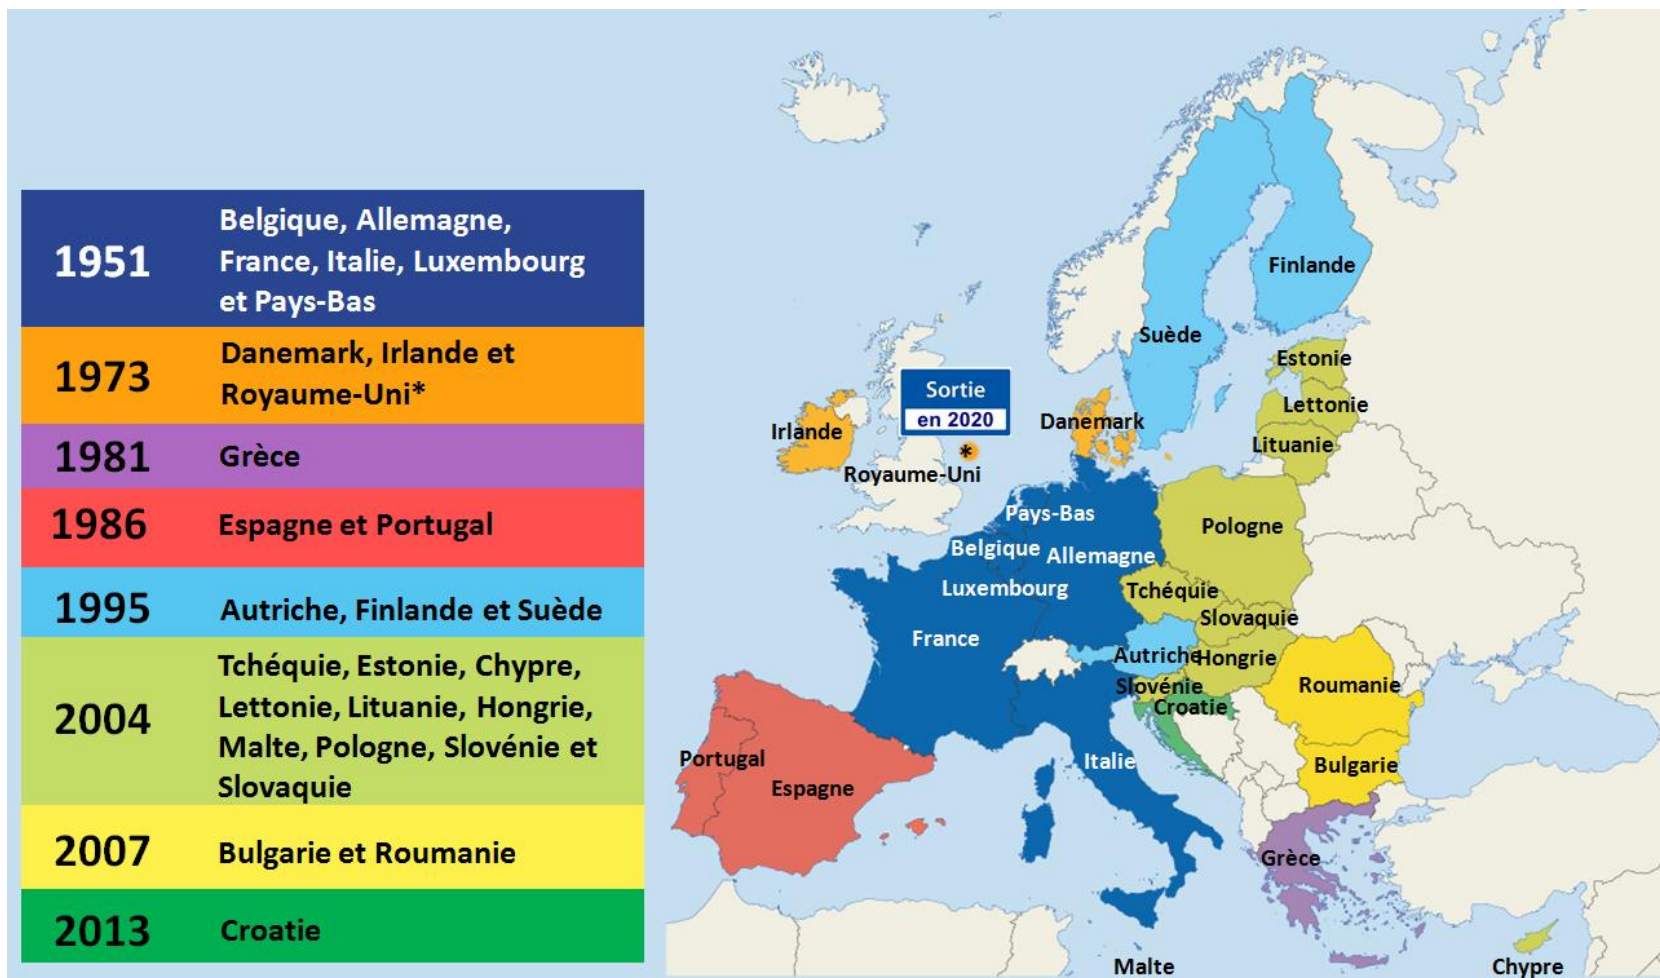 1951
Belgique, Allemagne,
France, Italie, Luxembourg
et Pays-Bas
1973
Danemark, Irlande et
Royaume-Uni*
1981
Grèce
1986
Espagne et Portugal
1995
Autriche, Finlande et Suède
2004
Tchéquie, Estonie, Chypre,
Lettonie, Lituanie, Hongrie,
Malte, Pologne, Slovénie et
Slovaquie
2007
Bulgarie et Roumanie
2013
Croatie
Finlande
Suède
Estonie
Sortie
en 2020
Lettonie
Danemark
Irlande
Lituanie
*
Royaume-Uni
Pays-Bas
Pologne
Belgique
Allemagne
Luxembourg
Tchéquie
Slovaquie
France
Autriche
Hongrie
Slovénie
Roumanie
Croatie
Portugal
Italie
Bulgarie
Espagne
Grèce
Malte
Chypre